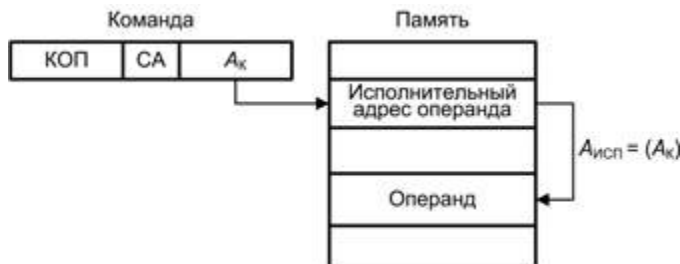 Команда
Память
КОП
СА
Aк
Исполнительный
адрес операнда
AИСП = (Aк)
Операнд